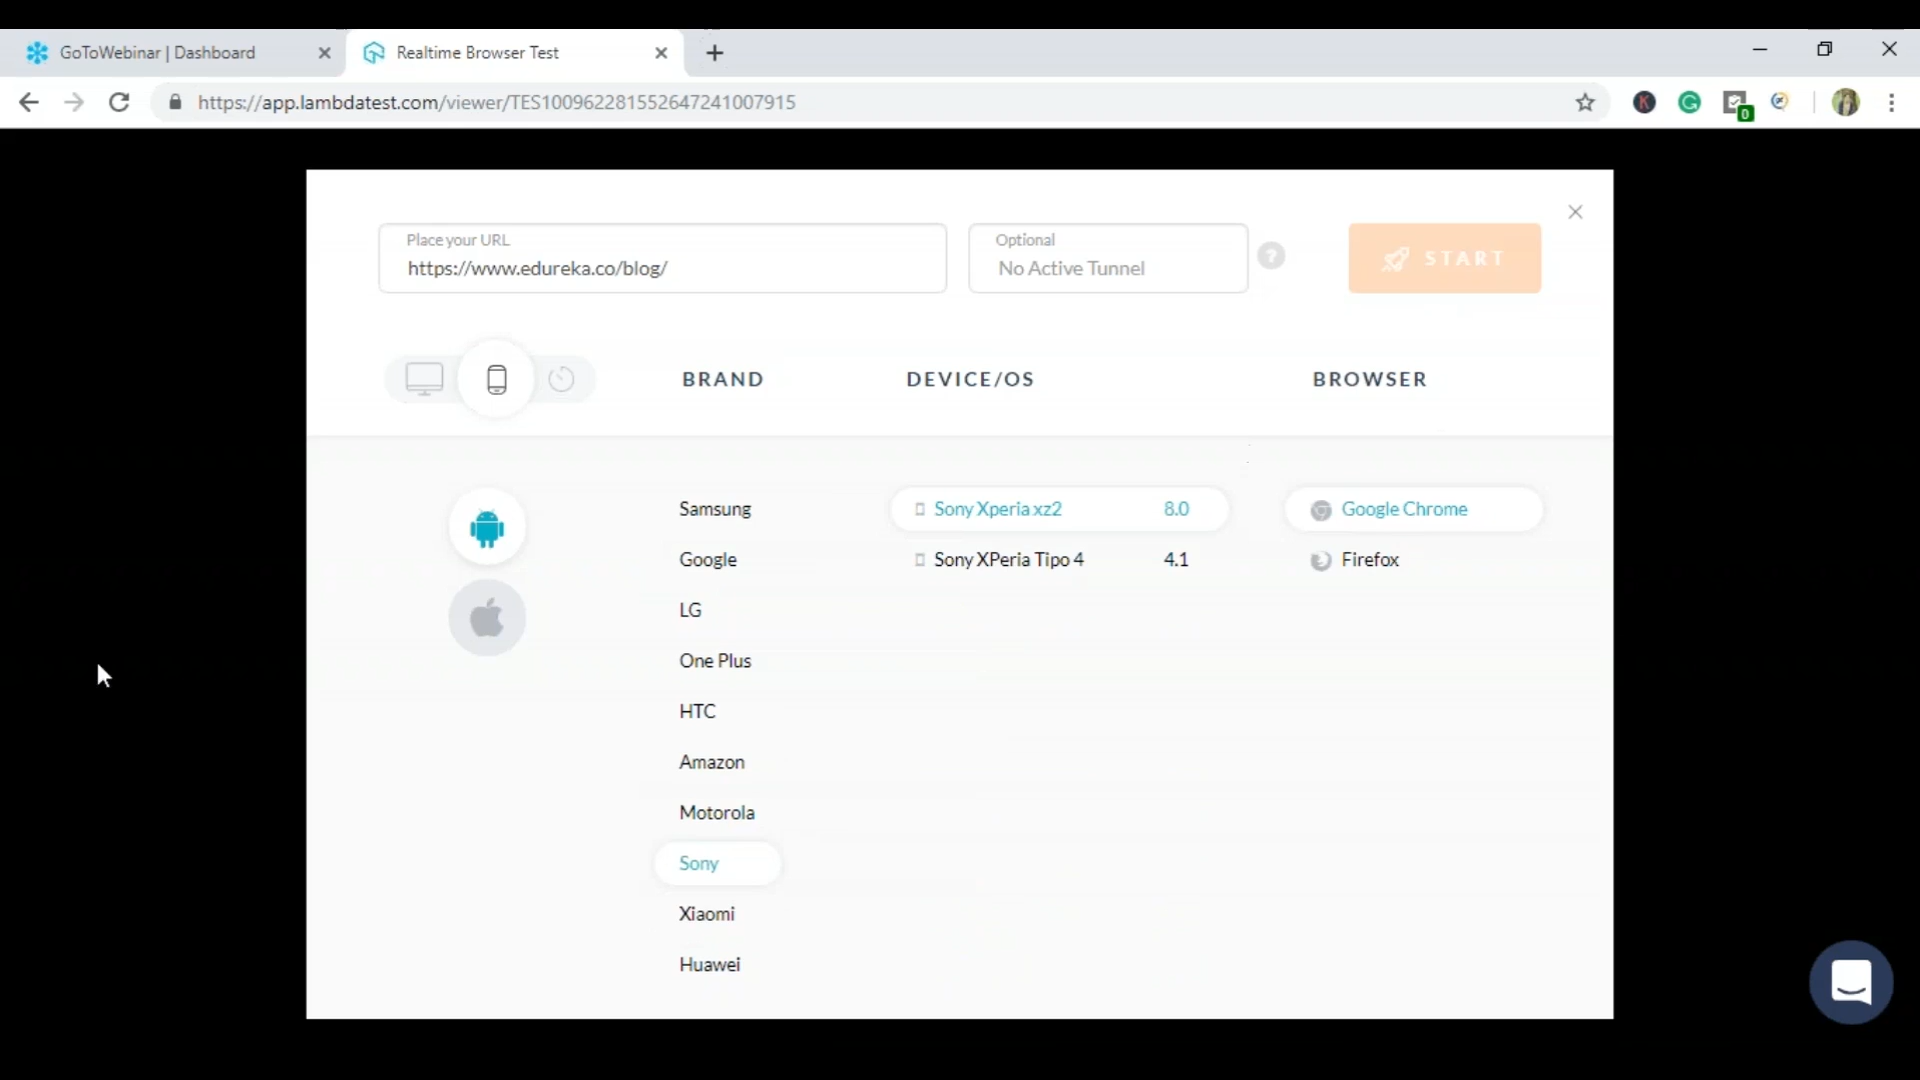 GoToWebinar | Dashboard
Realtime Browser Test
https://app.lambdatest.com/viewer/TES100962281552647241007915
K
G
0
Place your URL
https://www.edureka.co/blog/
Optional
No Active Tunnel
?
START
BRAND
DEVICE/OS
BROWSER
Samsung
Sony Xperia xz2 8.0
Google Chrome
Google
Sony XPeria Tipo 4 4.1
Firefox
LG
One Plus
HTC
Amazon
Motorola
Sony
Xiaomi
Huawei